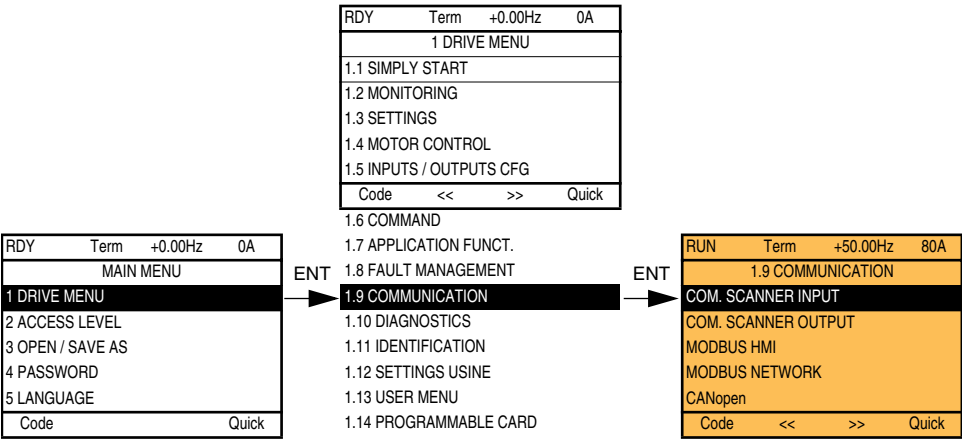 RDY Term +0.00Hz 0A
1 DRIVE MENU
1.1 SIMPLY START
1.2 MONITORING
1.3 SETTINGS
1.4 MOTOR CONTROL
1.5 INPUTS / OUTPUTS CFG
Code << >> Quick
1.6 COMMAND
1.7 APPLICATION FUNCT.
1.8 FAULT MANAGEMENT
1.9 COMMUNICATION
1.10 DIAGNOSTICS
1.11 IDENTIFICATION
1.12 SETTINGS USINE
1.13 USER MENU
1.14 PROGRAMMABLE CARD
RDY Term +0.00Hz 0A
MAIN MENU
1 DRIVE MENU
2 ACCESS LEVEL
3 OPEN / SAVE AS
4 PASSWORD
5 LANGUAGE
Code Quick
ENT
ENT
RUN Term +50.00Hz 80A
1.9 COMMUNICATION
COM. SCANNER INPUT
COM. SCANNER OUTPUT
MODBUS HMI
MODBUS NETWORK
CANopen
Code << >> Quick